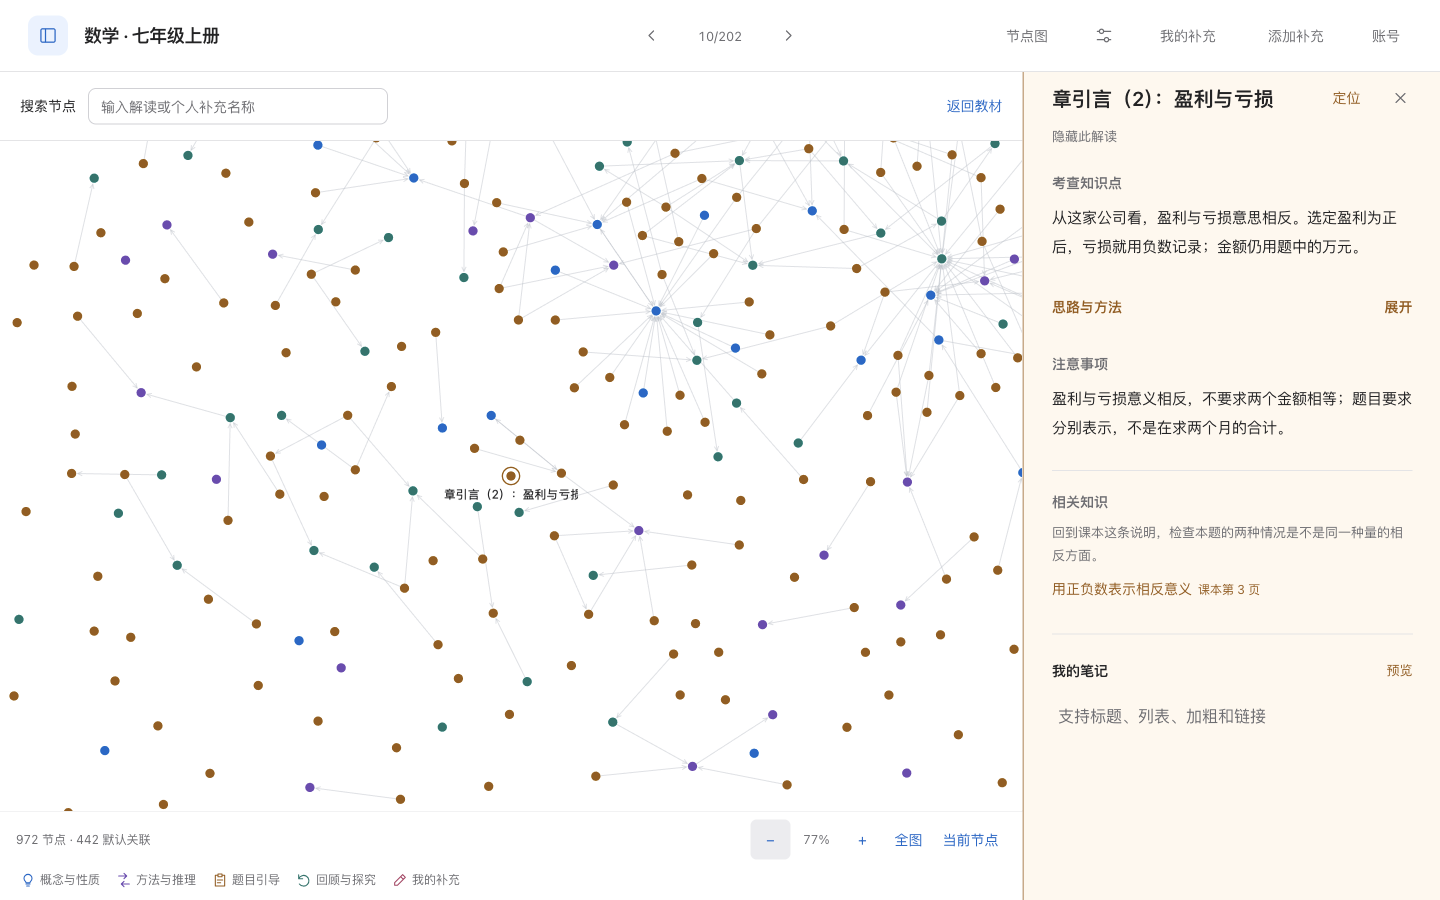 数学 · 七年级上册
10/202
节点图
我的补充
添加补充
账号
搜索节点
输入解读或个人补充名称
返回教材
章引言（2）：盈利与亏
972 节点 · 442 默认关联
−
77%
+
全图
当前节点
概念与性质
方法与推理
题目引导
回顾与探究
我的补充
章引言（2）：盈利与亏损
定位
隐藏此解读
考查知识点
从这家公司看，盈利与亏损意思相反。选定盈利为正
后，亏损就用负数记录；金额仍用题中的万元。
思路与方法
展开
注意事项
盈利与亏损意义相反，不要求两个金额相等；题目要求
分别表示，不是在求两个月的合计。
相关知识
回到课本这条说明，检查本题的两种情况是不是同一种量的相
反方面。
用正负数表示相反意义 课本第 3 页
我的笔记
预览
支持标题、列表、加粗和链接